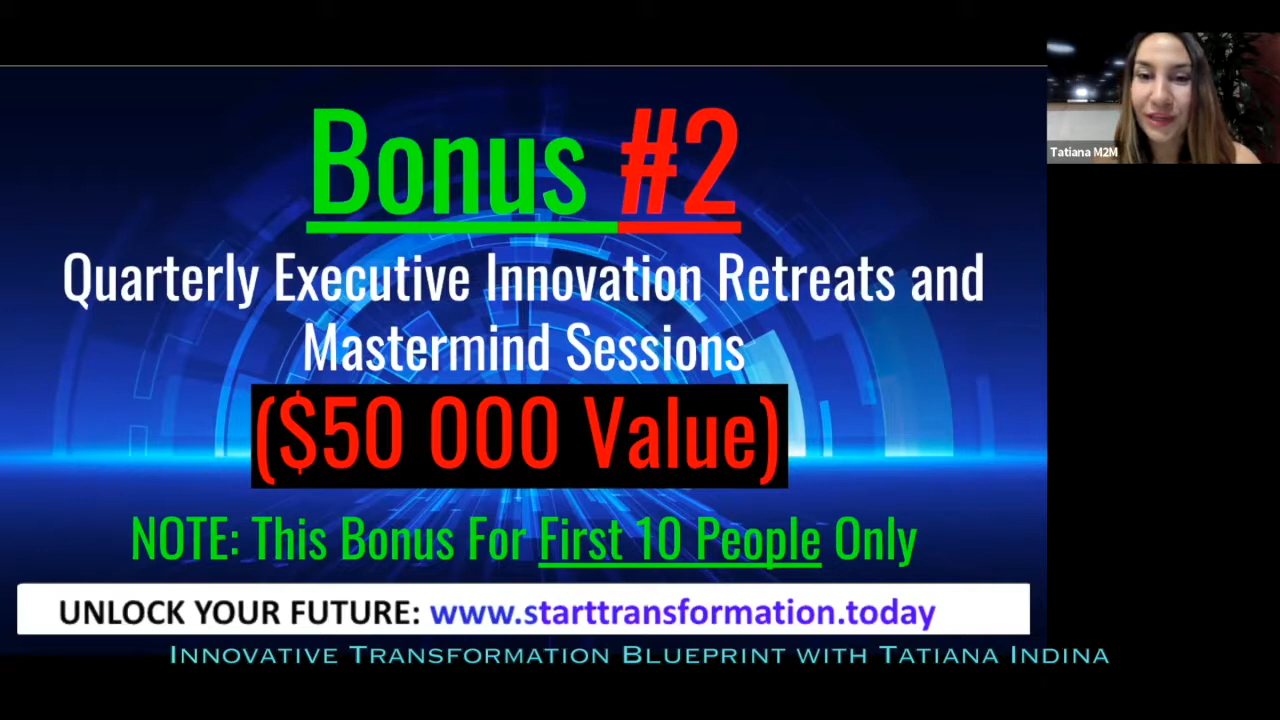 Bonus #2
Quarterly Executive Innovation Retreats and
Mastermind Sessions
($50 000 Value)
NOTE: This Bonus For First 10 People Only
UNLOCK YOUR FUTURE: www.starttransformation.today
INNOVATIVE TRANSFORMATION BLUEPRINT WITH TATIANA INDINA
Tatiana M2M